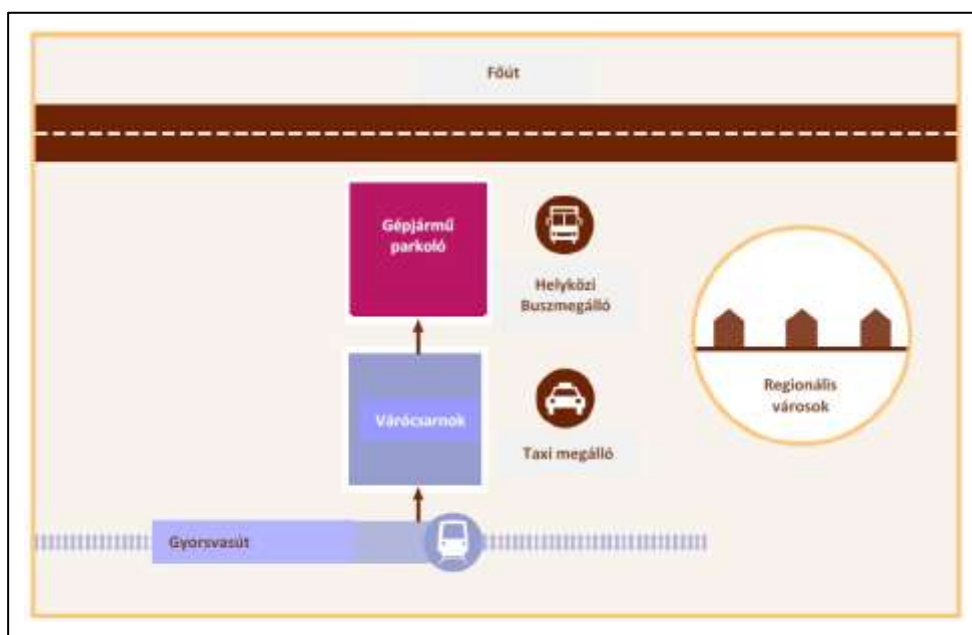 Főút
Gépjármű
parkoló
Helyközi
Buszmegálló
Regionális
városok
Várócsarnok
Taxi megálló
Gyorsvasút